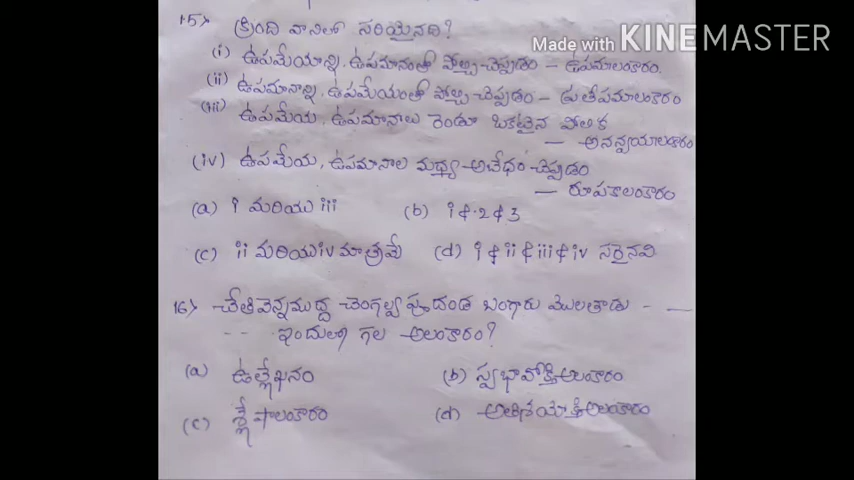 15> క్రింది వానిలో సరియైనది?
Made with KINEMASTER
(i) ఉపమేయాన్ని, ఉపమానంతో పోల్చి చెప్పడం – ఉపమాలంకారం.
(ii) ఉపమానాన్ని, ఉపమేయంతో పోల్చి చెప్పడం – ప్రతీపమాలంకారం
(iii) ఉపమేయ, ఉపమానాలు రెండూ ఒకటైన పోలిక
— అనన్వయాలంకారం
(iv) ఉపమేయ, ఉపమానాల మధ్య అభేధం చెప్పడం
— రూపకాలంకారం
(a) i మరియు iii (b) i & 2 & 3
(c) ii మరియు iv మాత్రమే (d) i & ii & iii & iv సరైనవి
16> చేతివెన్నముద్ద చెంగల్వ పూదండ బంగారు మొలతాడు - —
-- ఇందులో గల అలంకారం?
(a) ఉల్లేఖనం (b) స్వభావోక్తి అలంకారం
(c) శ్లేషాలంకారం (d) అతిశయోక్తి అలంకారం